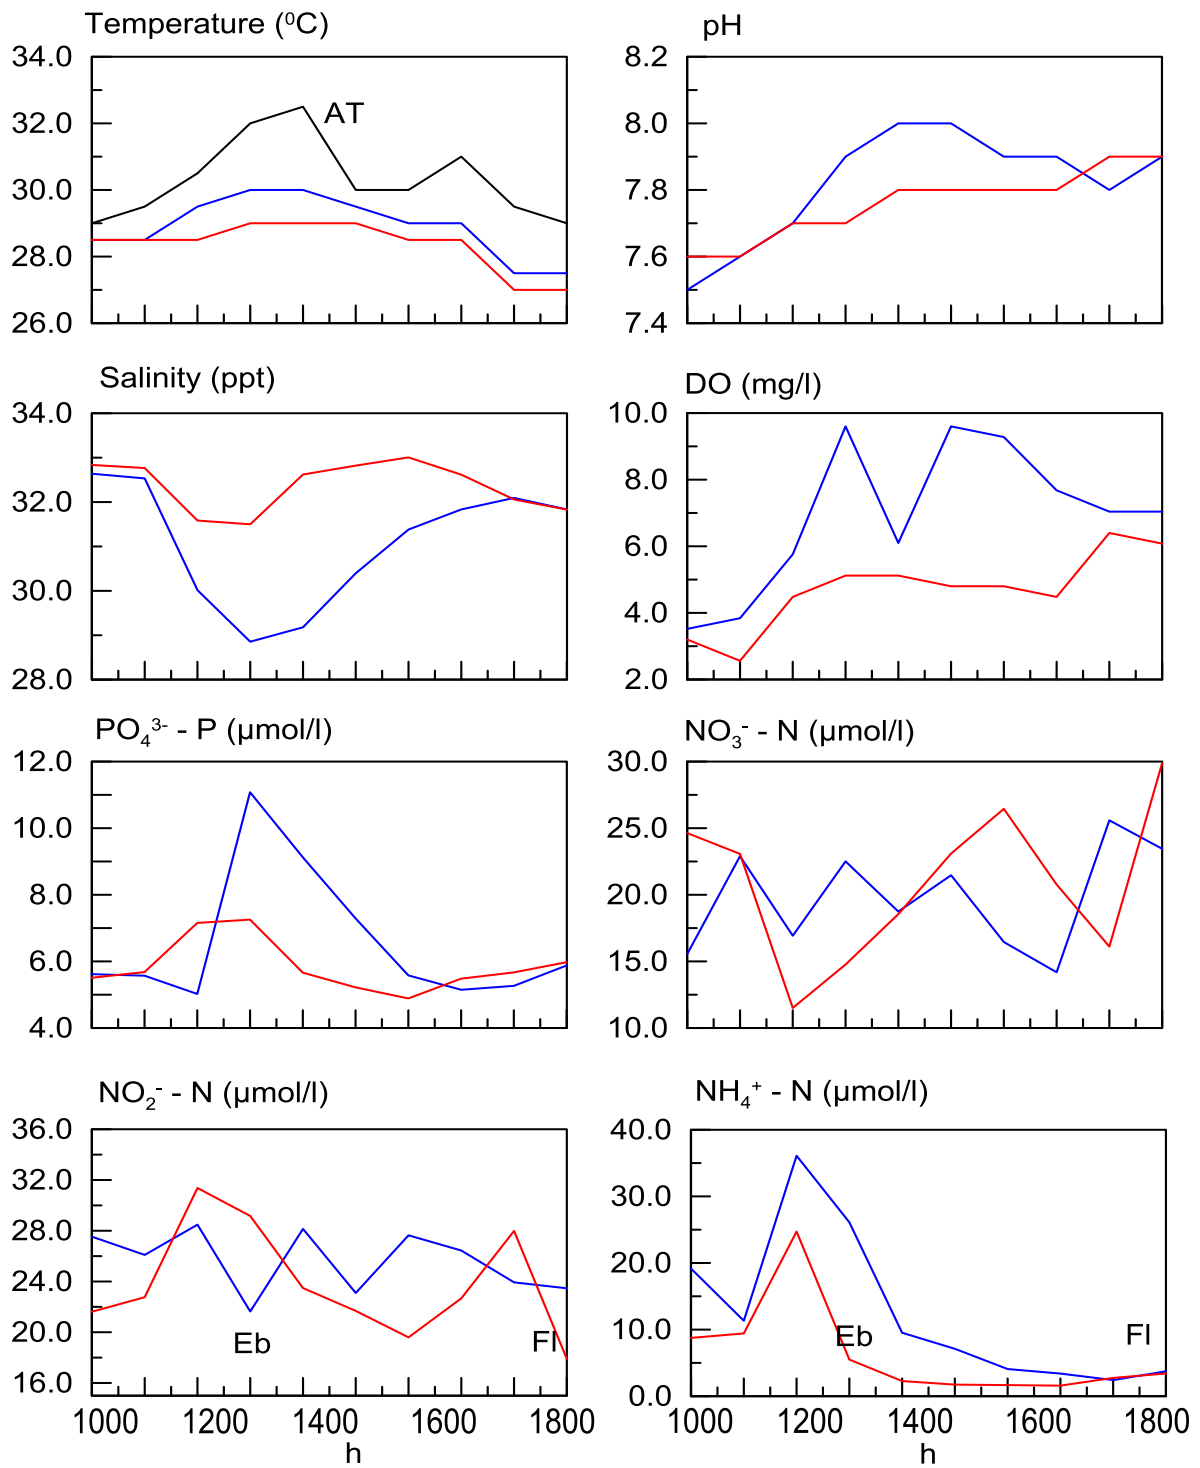 Temperature (⁰C)
34.0
32.0
30.0
28.0
26.0
AT
pH
8.2
8.0
7.8
7.6
7.4
Salinity (ppt)
34.0
32.0
30.0
28.0
DO (mg/l)
10.0
8.0
6.0
4.0
2.0
PO₄³⁻ - P (µmol/l)
12.0
10.0
8.0
6.0
4.0
NO₃⁻ - N (µmol/l)
30.0
25.0
20.0
15.0
10.0
NO₂⁻ - N (µmol/l)
36.0
32.0
28.0
24.0
20.0
16.0
Eb
Fl
1000 1200 1400 1600 1800
h
NH₄⁺ - N (µmol/l)
40.0
30.0
20.0
10.0
0.0
Eb
Fl
1000 1200 1400 1600 1800
h